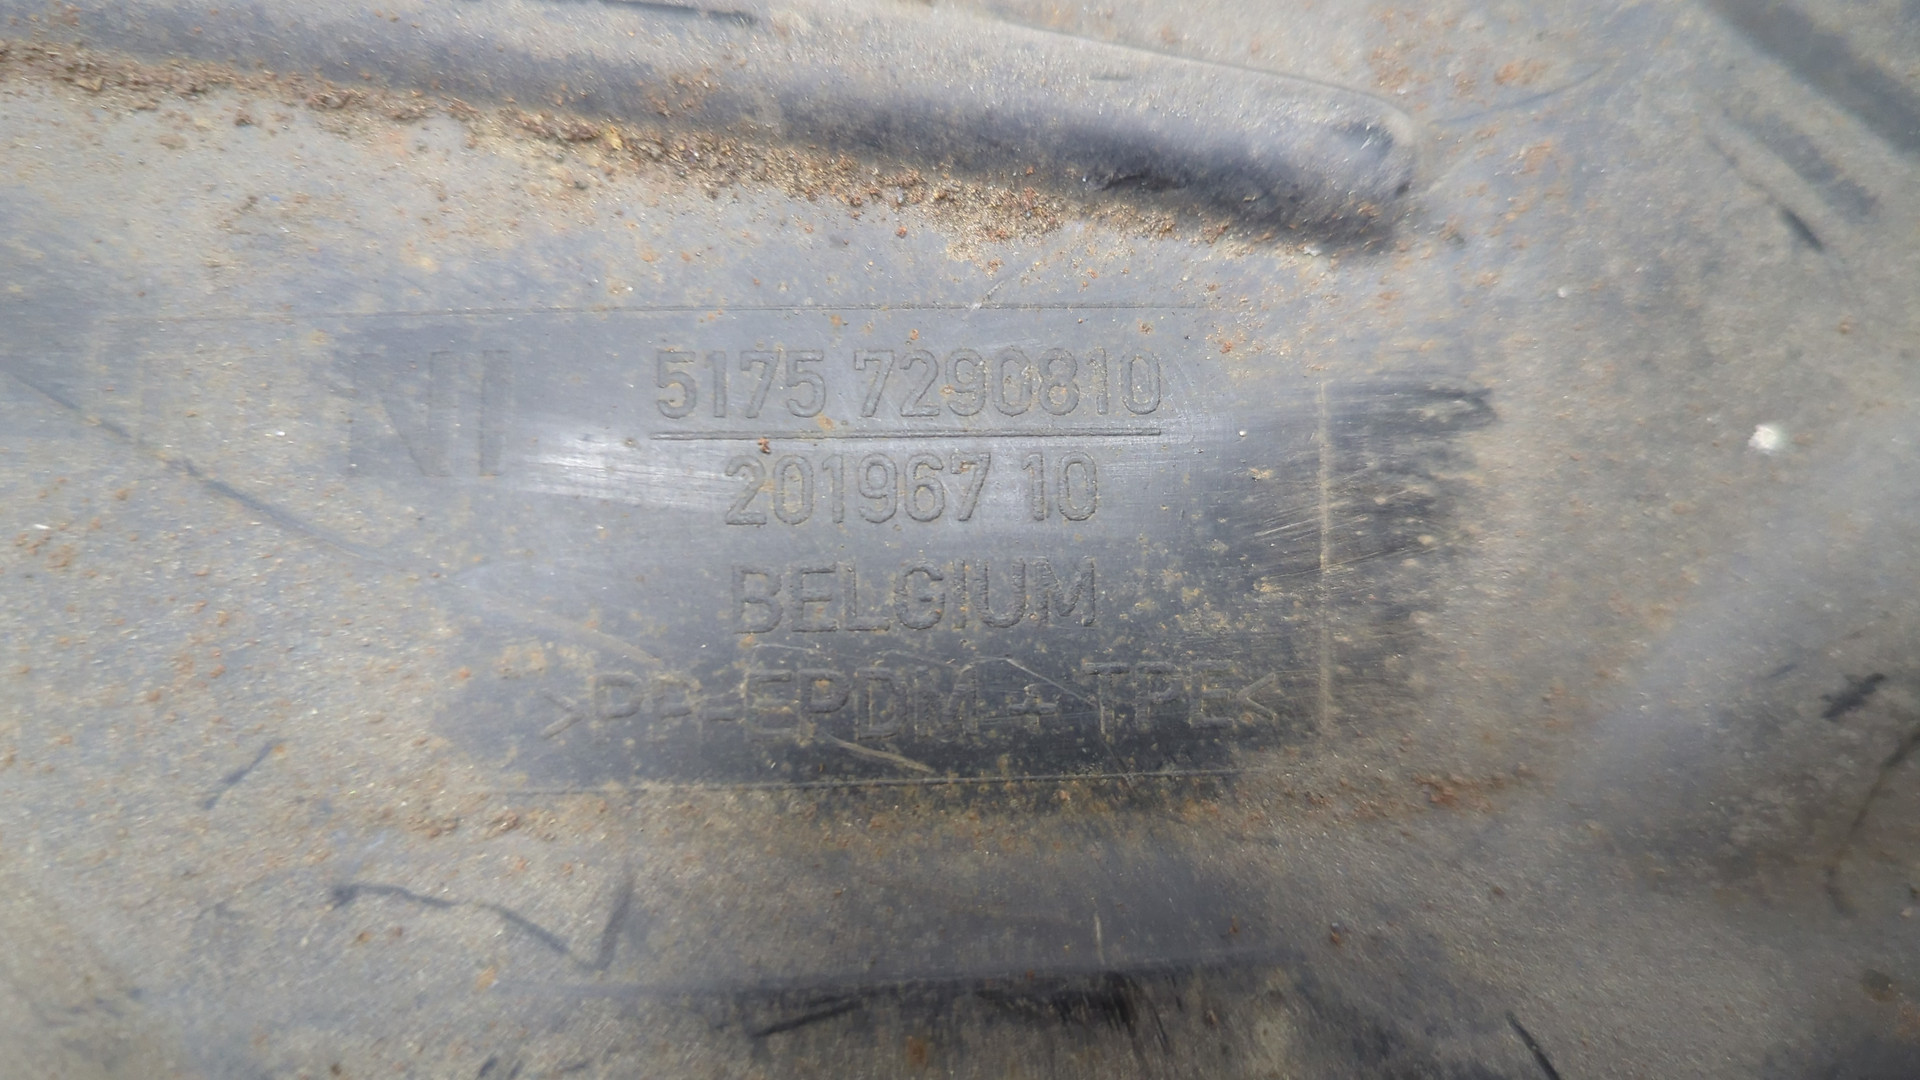 5175 7290810
201967 10
BELGIUM
>PP-EPDM + TPE<